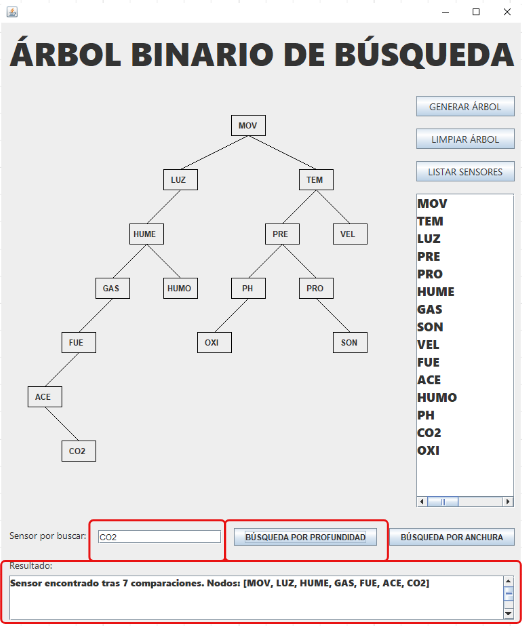 ÁRBOL BINARIO DE BÚSQUEDA
GENERAR ÁRBOL
LIMPIAR ÁRBOL
LISTAR SENSORES
MOV
LUZ
TEM
HUME
PRE
VEL
GAS
HUMO
PH
PRO
FUE
OXI
SON
ACE
CO2
MOV
TEM
LUZ
PRE
PRO
HUME
GAS
SON
VEL
FUE
ACE
HUMO
PH
CO2
OXI
Sensor por buscar: CO2 BÚSQUEDA POR PROFUNDIDAD BÚSQUEDA POR ANCHURA
Resultado:
Sensor encontrado tras 7 comparaciones. Nodos: [MOV, LUZ, HUME, GAS, FUE, ACE, CO2]